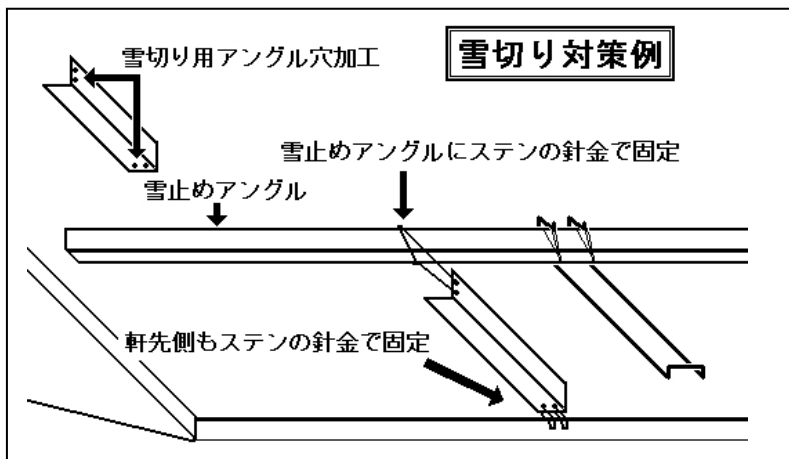 雪切り用アングル穴加工
雪切り対策例
雪止めアングルにステンの針金で固定
雪止めアングル
軒先側もステンの針金で固定